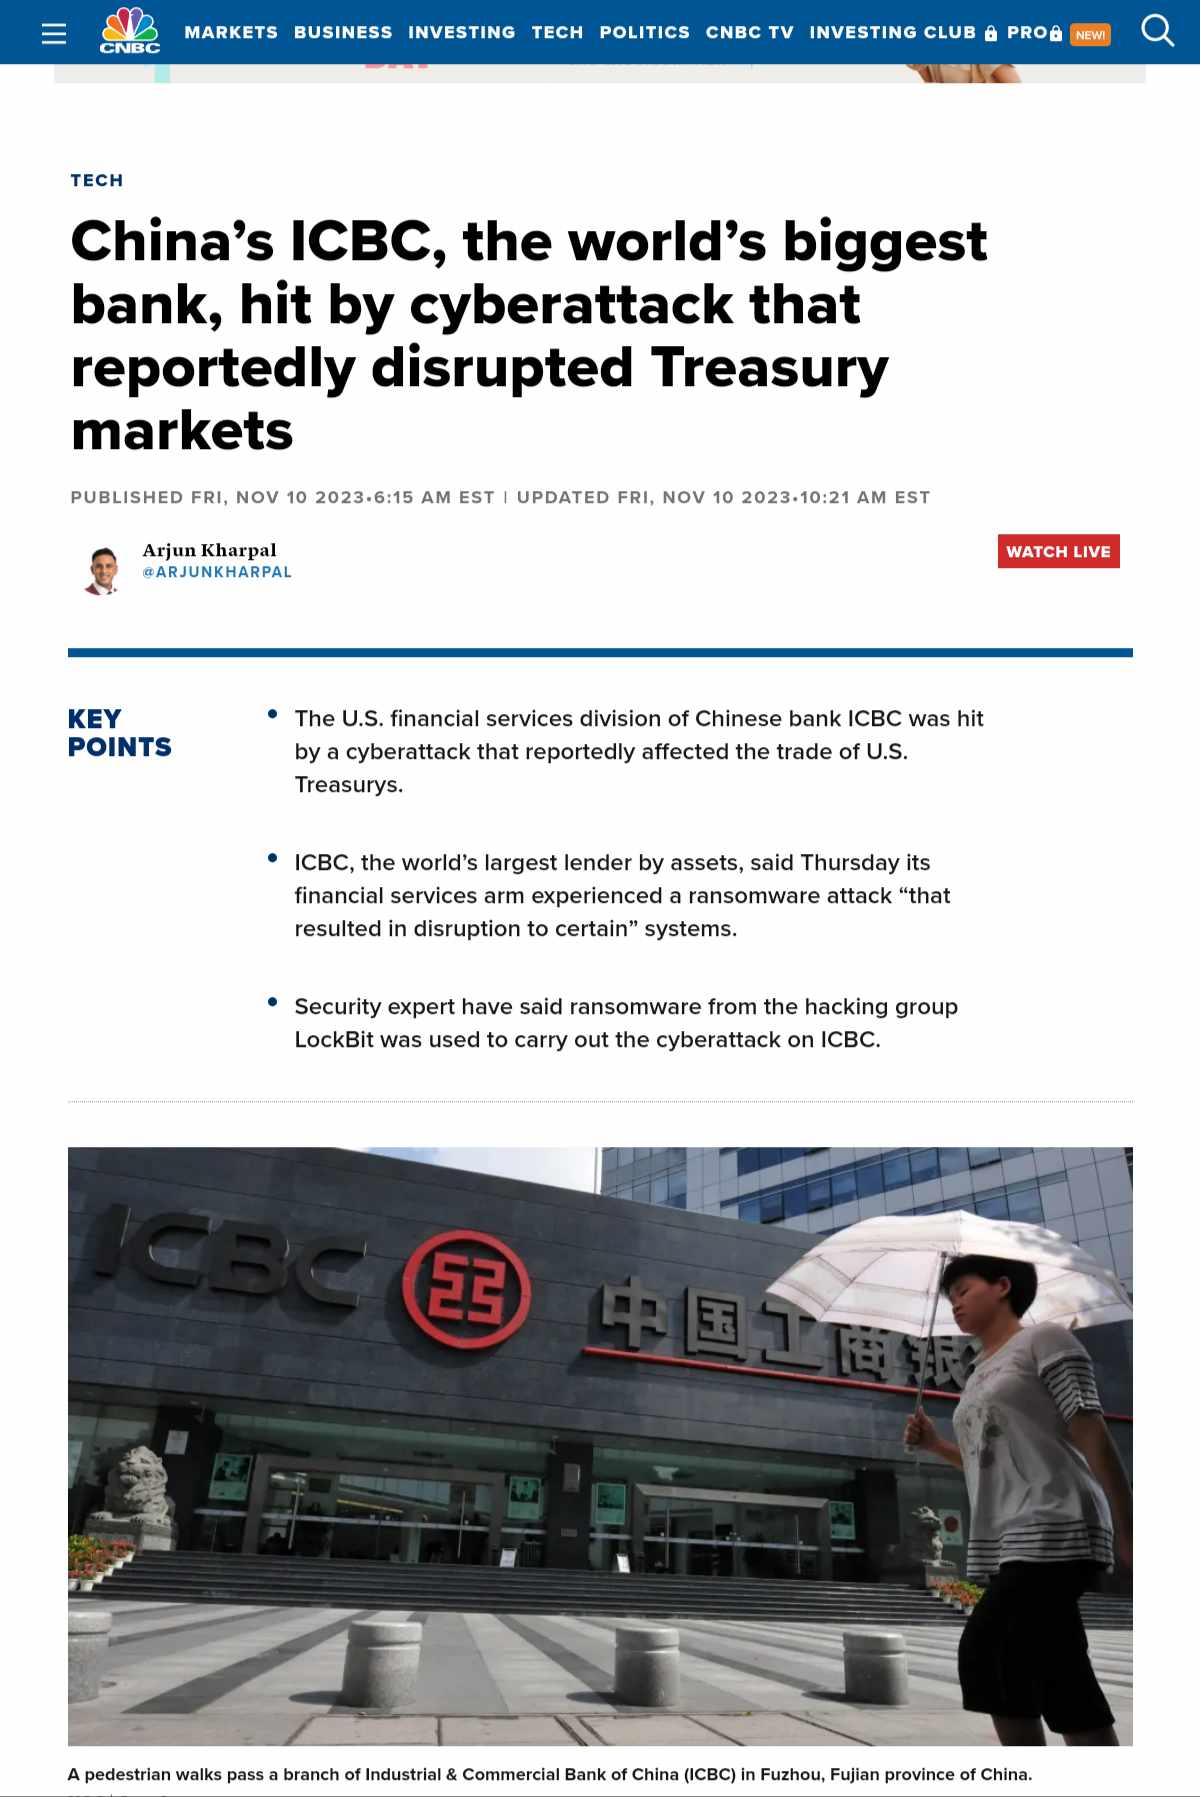 CNBC
MARKETS BUSINESS INVESTING TECH POLITICS CNBC TV INVESTING CLUB PRO NEW!
TECH
China’s ICBC, the world’s biggest
bank, hit by cyberattack that
reportedly disrupted Treasury
markets
PUBLISHED FRI, NOV 10 2023•6:15 AM EST | UPDATED FRI, NOV 10 2023•10:21 AM EST
Arjun Kharpal
@ARJUNKHARPAL
WATCH LIVE
KEY
POINTS
• The U.S. financial services division of Chinese bank ICBC was hit
by a cyberattack that reportedly affected the trade of U.S.
Treasurys.
• ICBC, the world’s largest lender by assets, said Thursday its
financial services arm experienced a ransomware attack “that
resulted in disruption to certain” systems.
• Security expert have said ransomware from the hacking group
LockBit was used to carry out the cyberattack on ICBC.
ICBC 中国工商银
A pedestrian walks pass a branch of Industrial & Commercial Bank of China (ICBC) in Fuzhou, Fujian province of China.